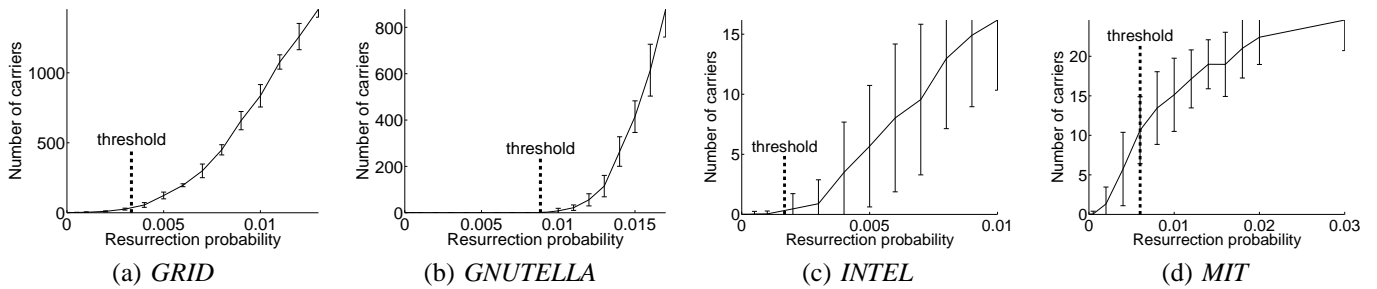 Number of carriers
1000
500
0
threshold
0
0.005
0.01
Resurrection probability
(a) GRID
Number of carriers
800
600
400
200
0
threshold
0
0.005
0.01
0.015
Resurrection probability
(b) GNUTELLA
Number of carriers
15
10
5
0
threshold
0
0.005
0.01
Resurrection probability
(c) INTEL
Number of carriers
20
15
10
5
0
threshold
0
0.010
0.020
0.03
Resurrection probability
(d) MIT